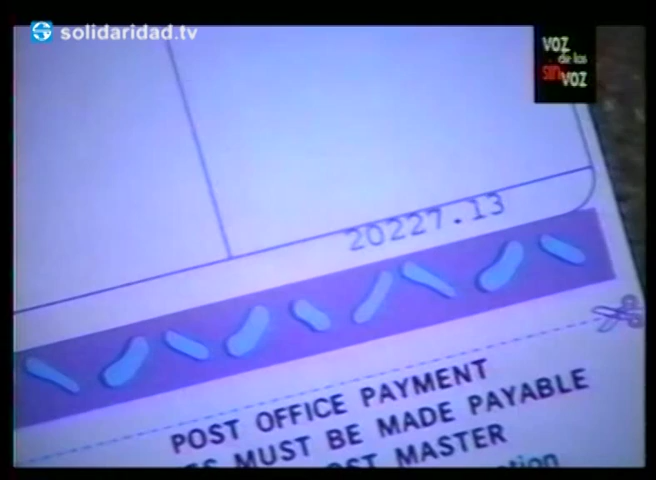 solidaridad.tv
VOZ
de los
sin VOZ
20227.13
POST OFFICE PAYMENT
MUST BE MADE PAYABLE
MASTER